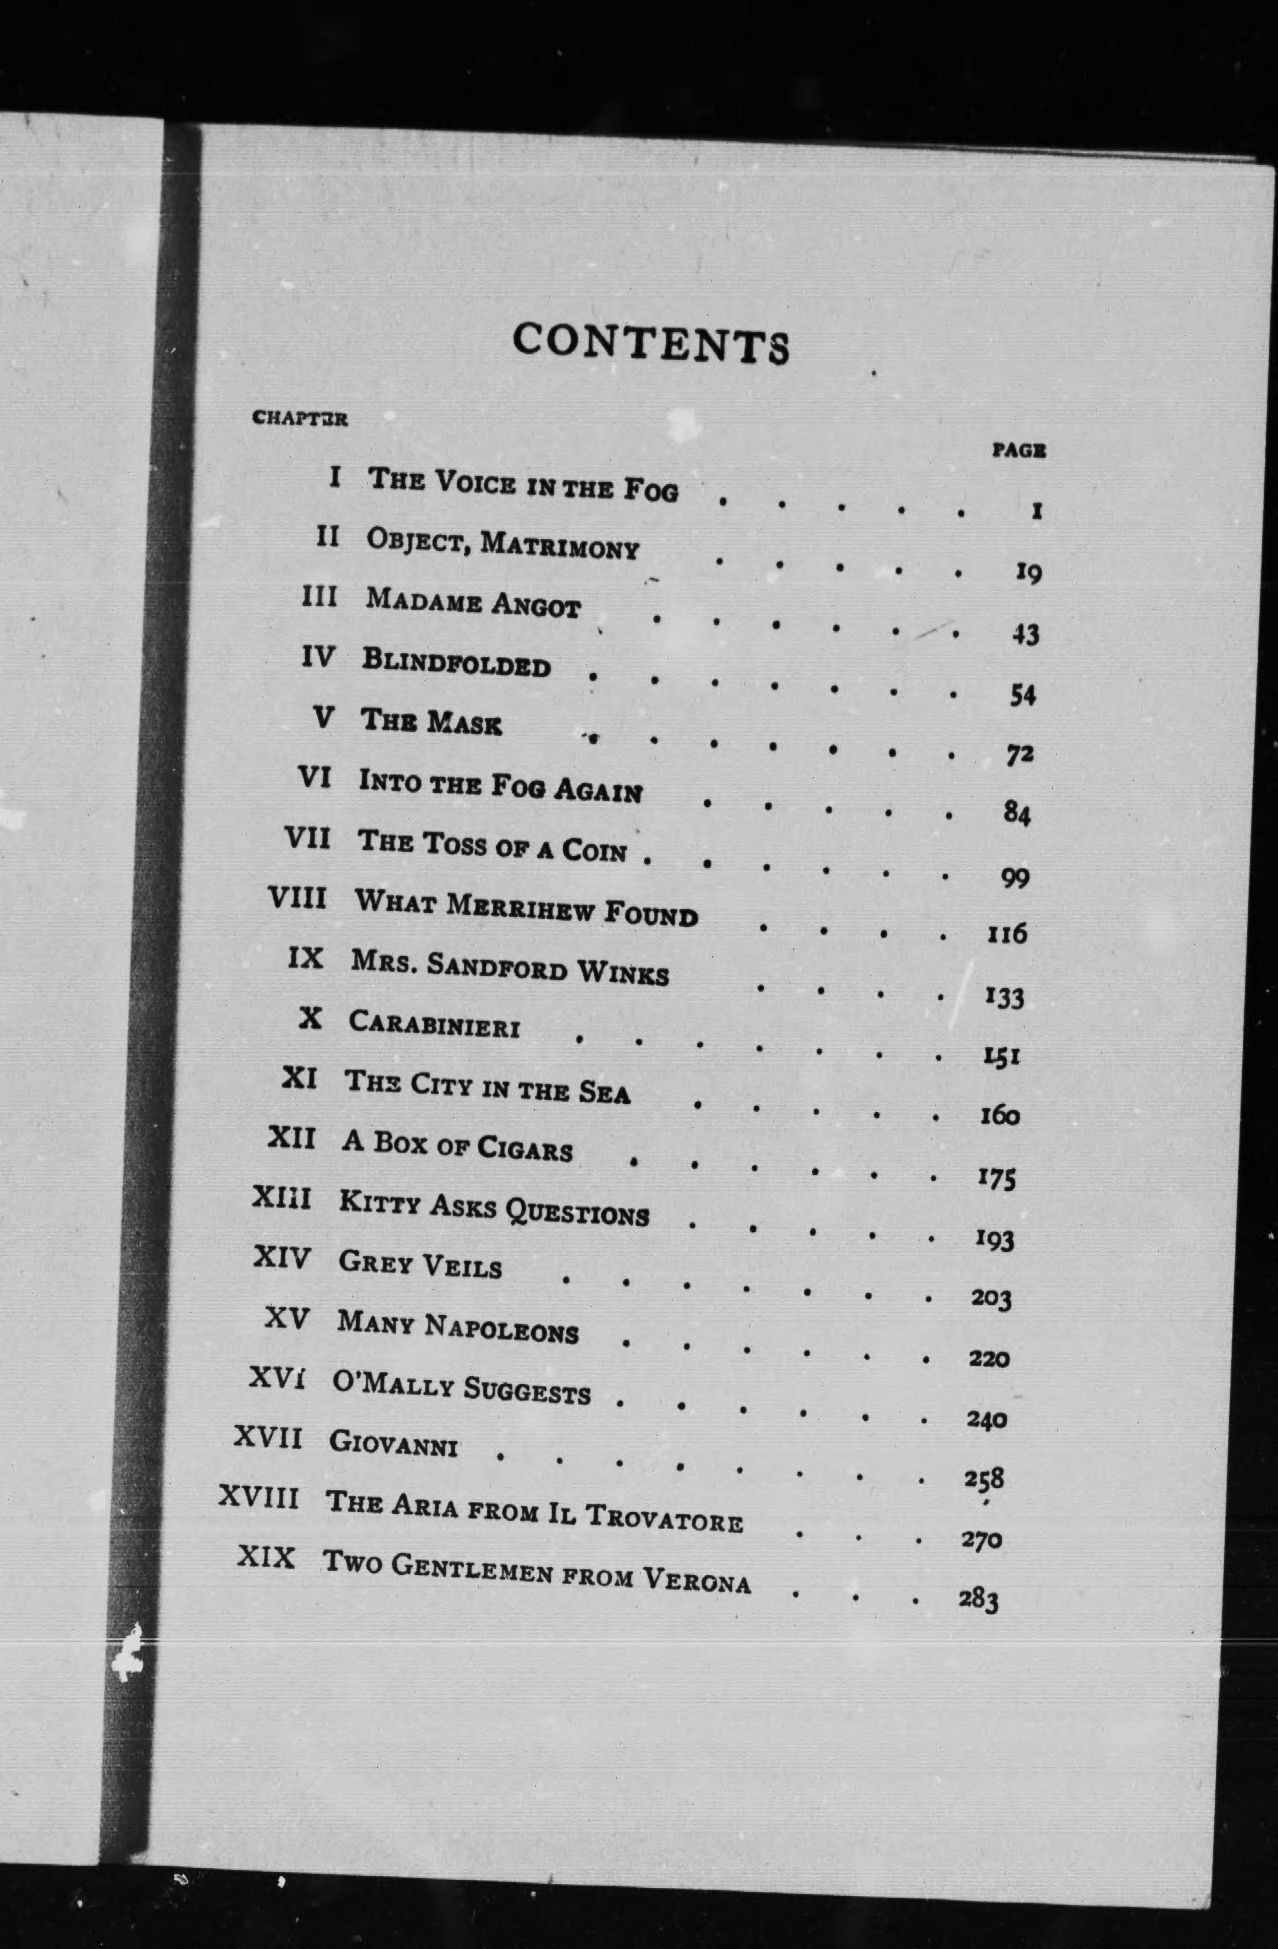 CONTENTS
CHAPTER PAGE
I THE VOICE IN THE FOG . . . . . 1
II OBJECT, MATRIMONY . . . . . 19
III MADAME ANGOT . . . . . . 43
IV BLINDFOLDED . . . . . . . 54
V THE MASK . . . . . . . 72
VI INTO THE FOG AGAIN . . . . . 84
VII THE TOSS OF A COIN . . . . . . 99
VIII WHAT MERRIHEW FOUND . . . . 116
IX MRS. SANDFORD WINKS . . . . 133
X CARABINIERI . . . . . . . 151
XI THE CITY IN THE SEA . . . . . 160
XII A BOX OF CIGARS . . . . . . 175
XIII KITTY ASKS QUESTIONS . . . . . 193
XIV GREY VEILS . . . . . . . 203
XV MANY NAPOLEONS . . . . . . 220
XVI O'MALLY SUGGESTS . . . . . . 240
XVII GIOVANNI . . . . . . . . 258
XVIII THE ARIA FROM IL TROVATORE . . . 270
XIX TWO GENTLEMEN FROM VERONA . . . 283